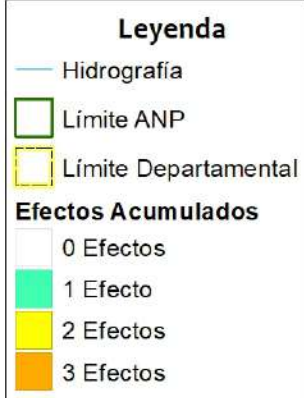 Leyenda
Hidrografía
Límite ANP
Límite Departamental
Efectos Acumulados
0 Efectos
1 Efecto
2 Efectos
3 Efectos